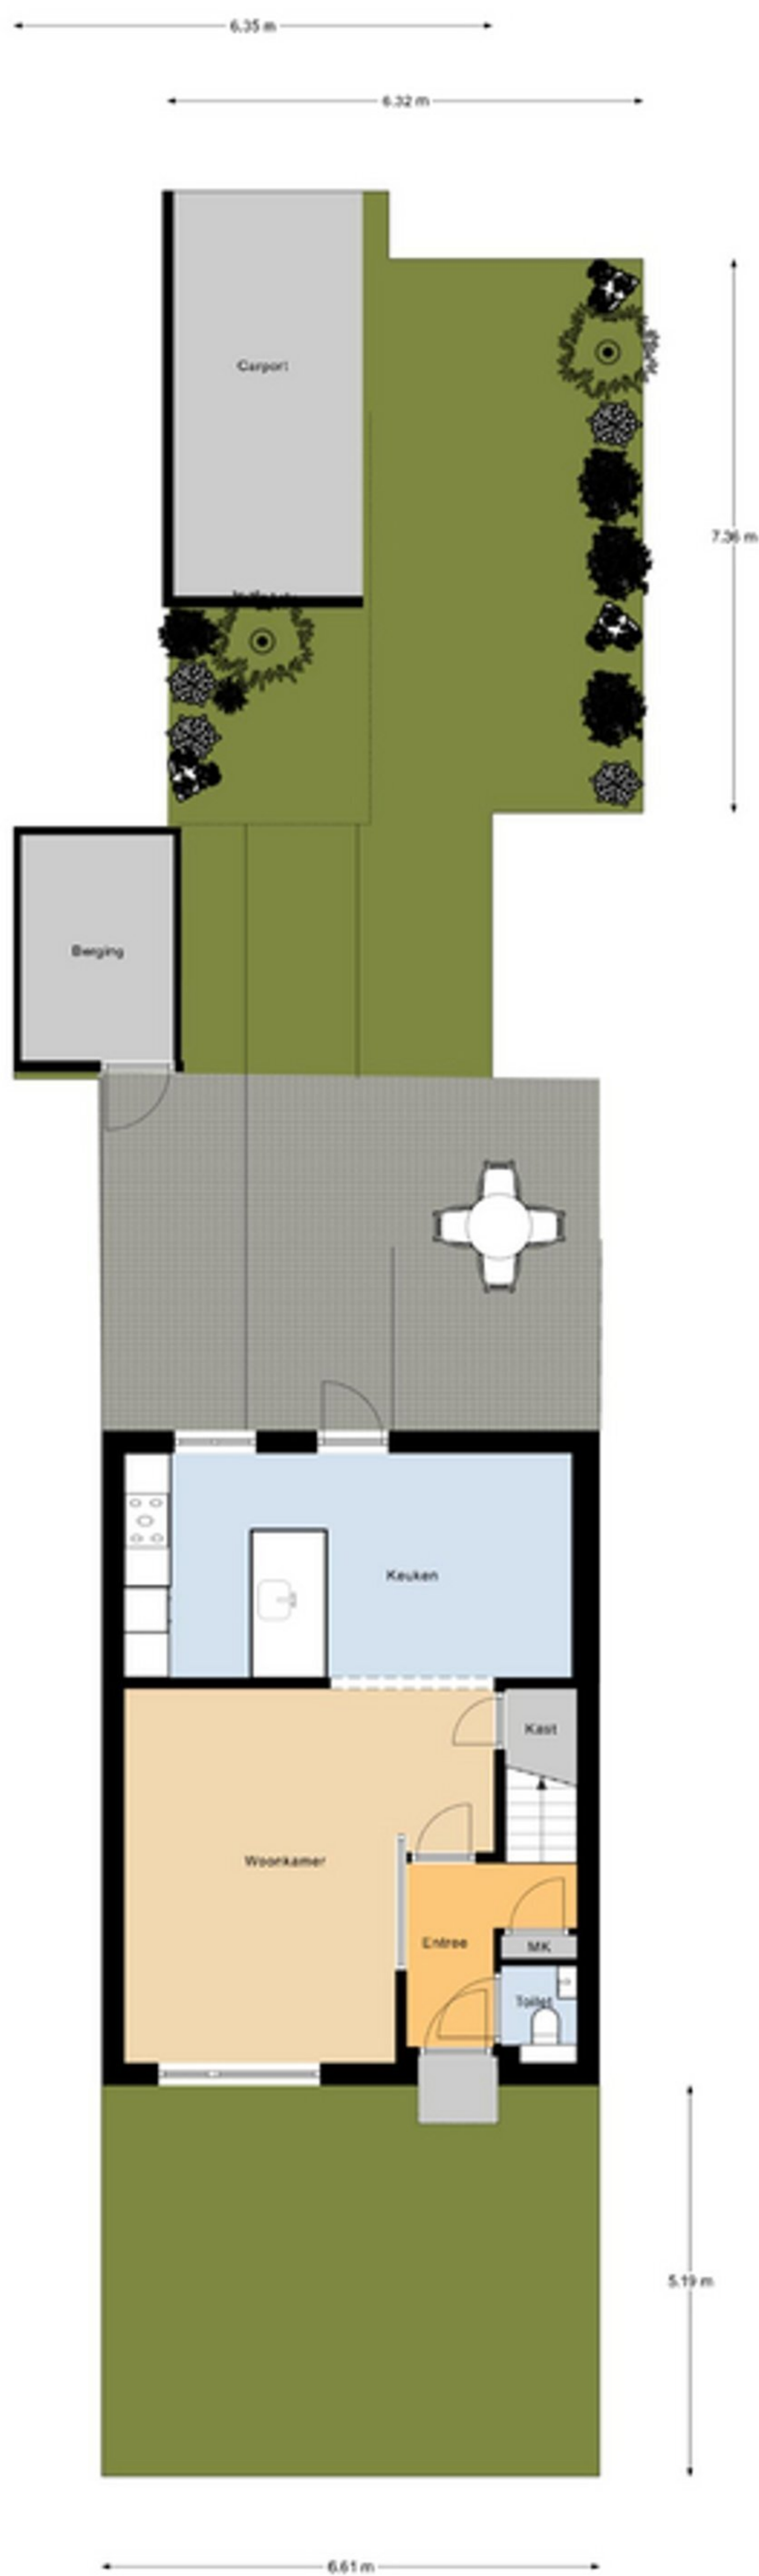 6.35 m
6.32 m
Carport
7.36 m
Berging
Keuken
Kast
Woonkamer
Entree
MK
Toilet
5.19 m
6.61 m